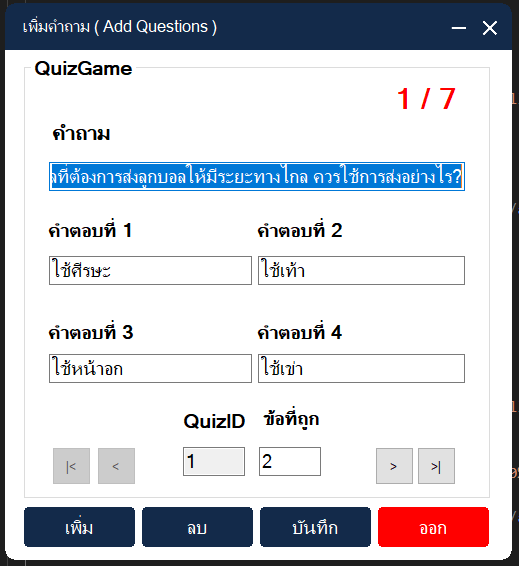 เพิ่มคำถาม ( Add Questions )
QuizGame
1 / 7
คำถาม
ที่ต้องการส่งลูกบอลให้มีระยะทางไกล ควรใช้การส่งอย่างไร?
คำตอบที่ 1 คำตอบที่ 2
ใช้ศีรษะ ใช้เท้า
คำตอบที่ 3 คำตอบที่ 4
ใช้หน้าอก ใช้เข่า
QuizID ข้อที่ถูก
|< < 1 2 > >|
เพิ่ม ลบ บันทึก ออก